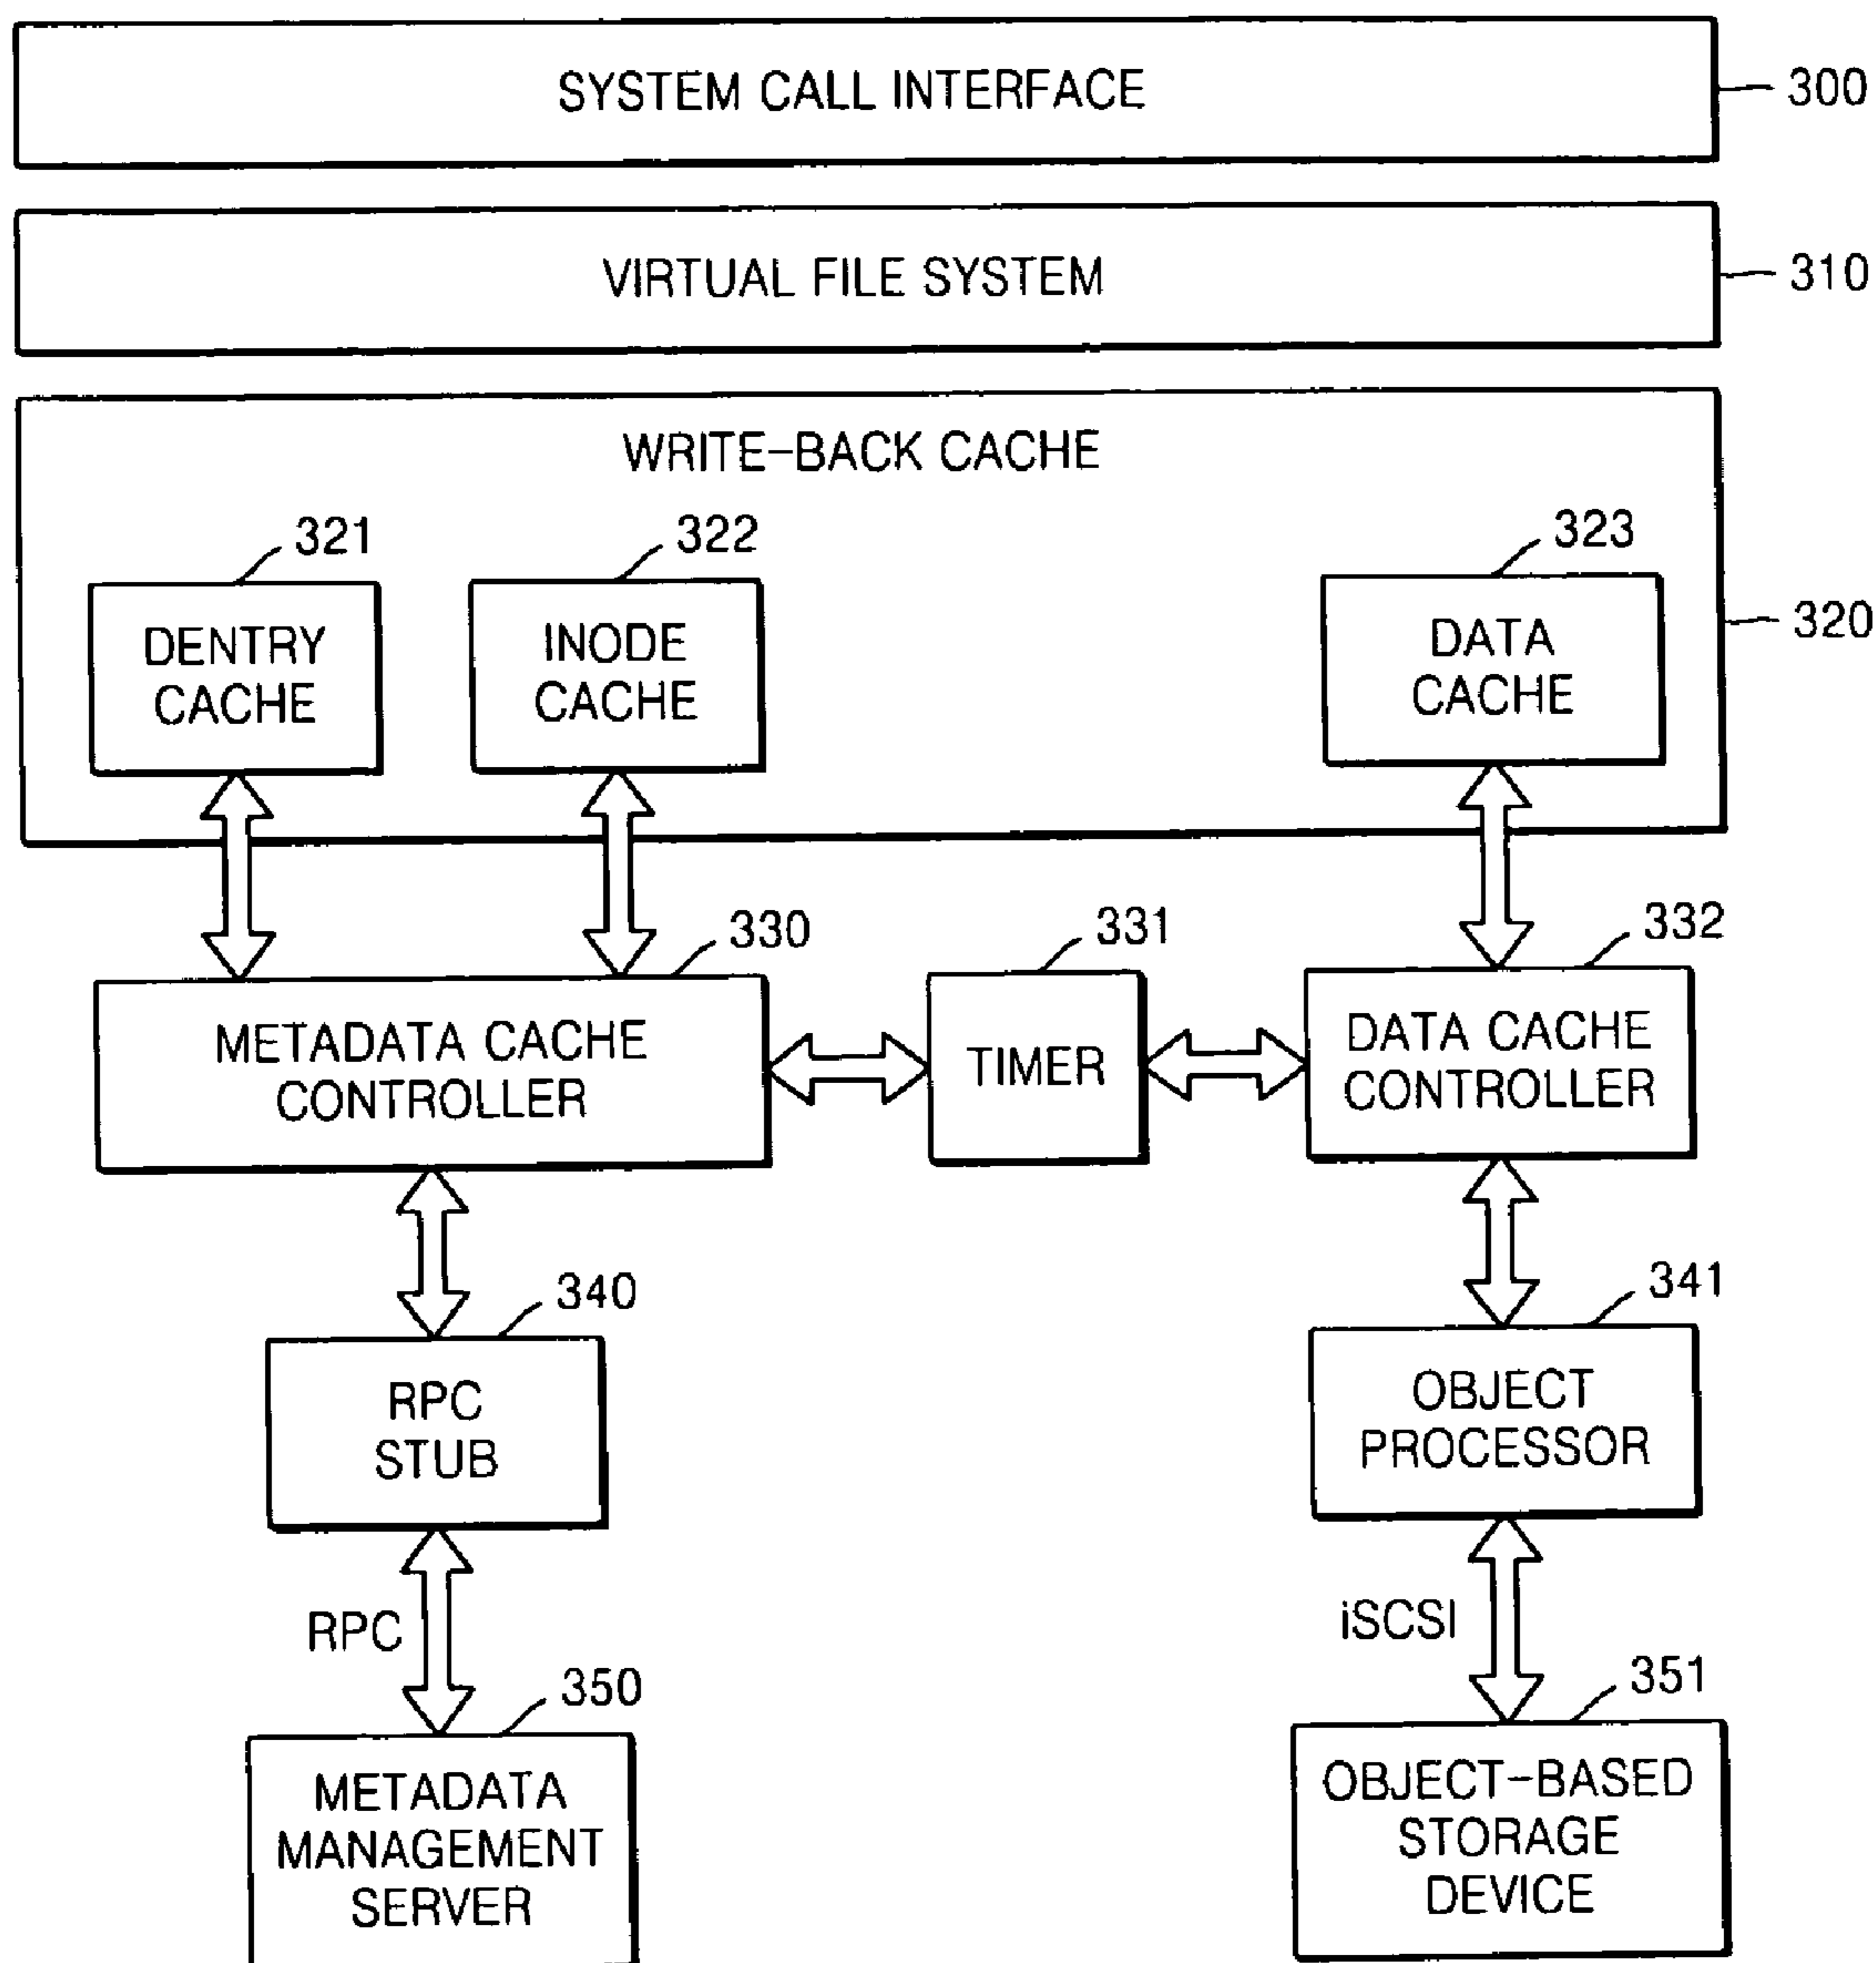 SYSTEM CALL INTERFACE
300
VIRTUAL FILE SYSTEM
310
WRITE-BACK CACHE
321
322
323
DENTRY
CACHE
INODE
CACHE
DATA
CACHE
320
330
331
332
METADATA CACHE
CONTROLLER
TIMER
DATA CACHE
CONTROLLER
340
341
RPC
STUB
OBJECT
PROCESSOR
RPC
iSCSI
350
351
METADATA
MANAGEMENT
SERVER
OBJECT-BASED
STORAGE
DEVICE